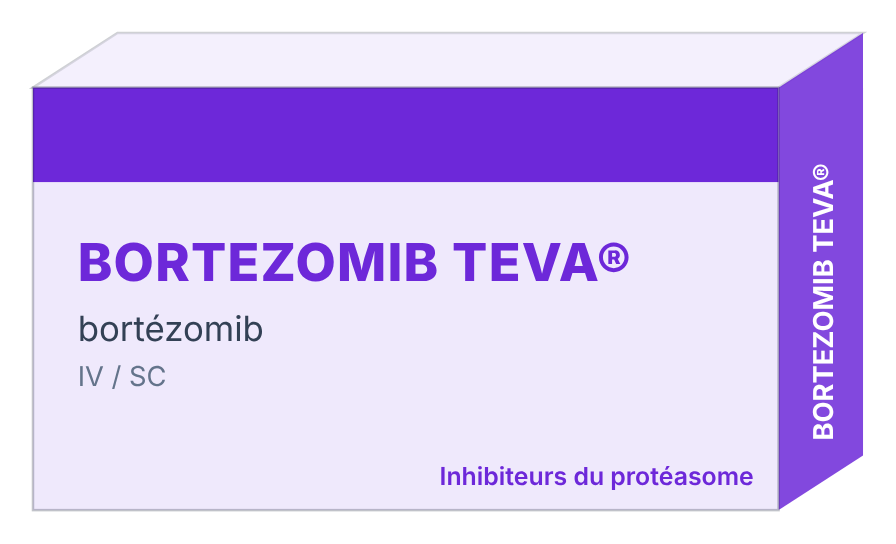 BORTEZOMIB TEVA®
bortézomib
IV / SC
Inhibiteurs du protéasome
BORTEZOMIB TEVA®